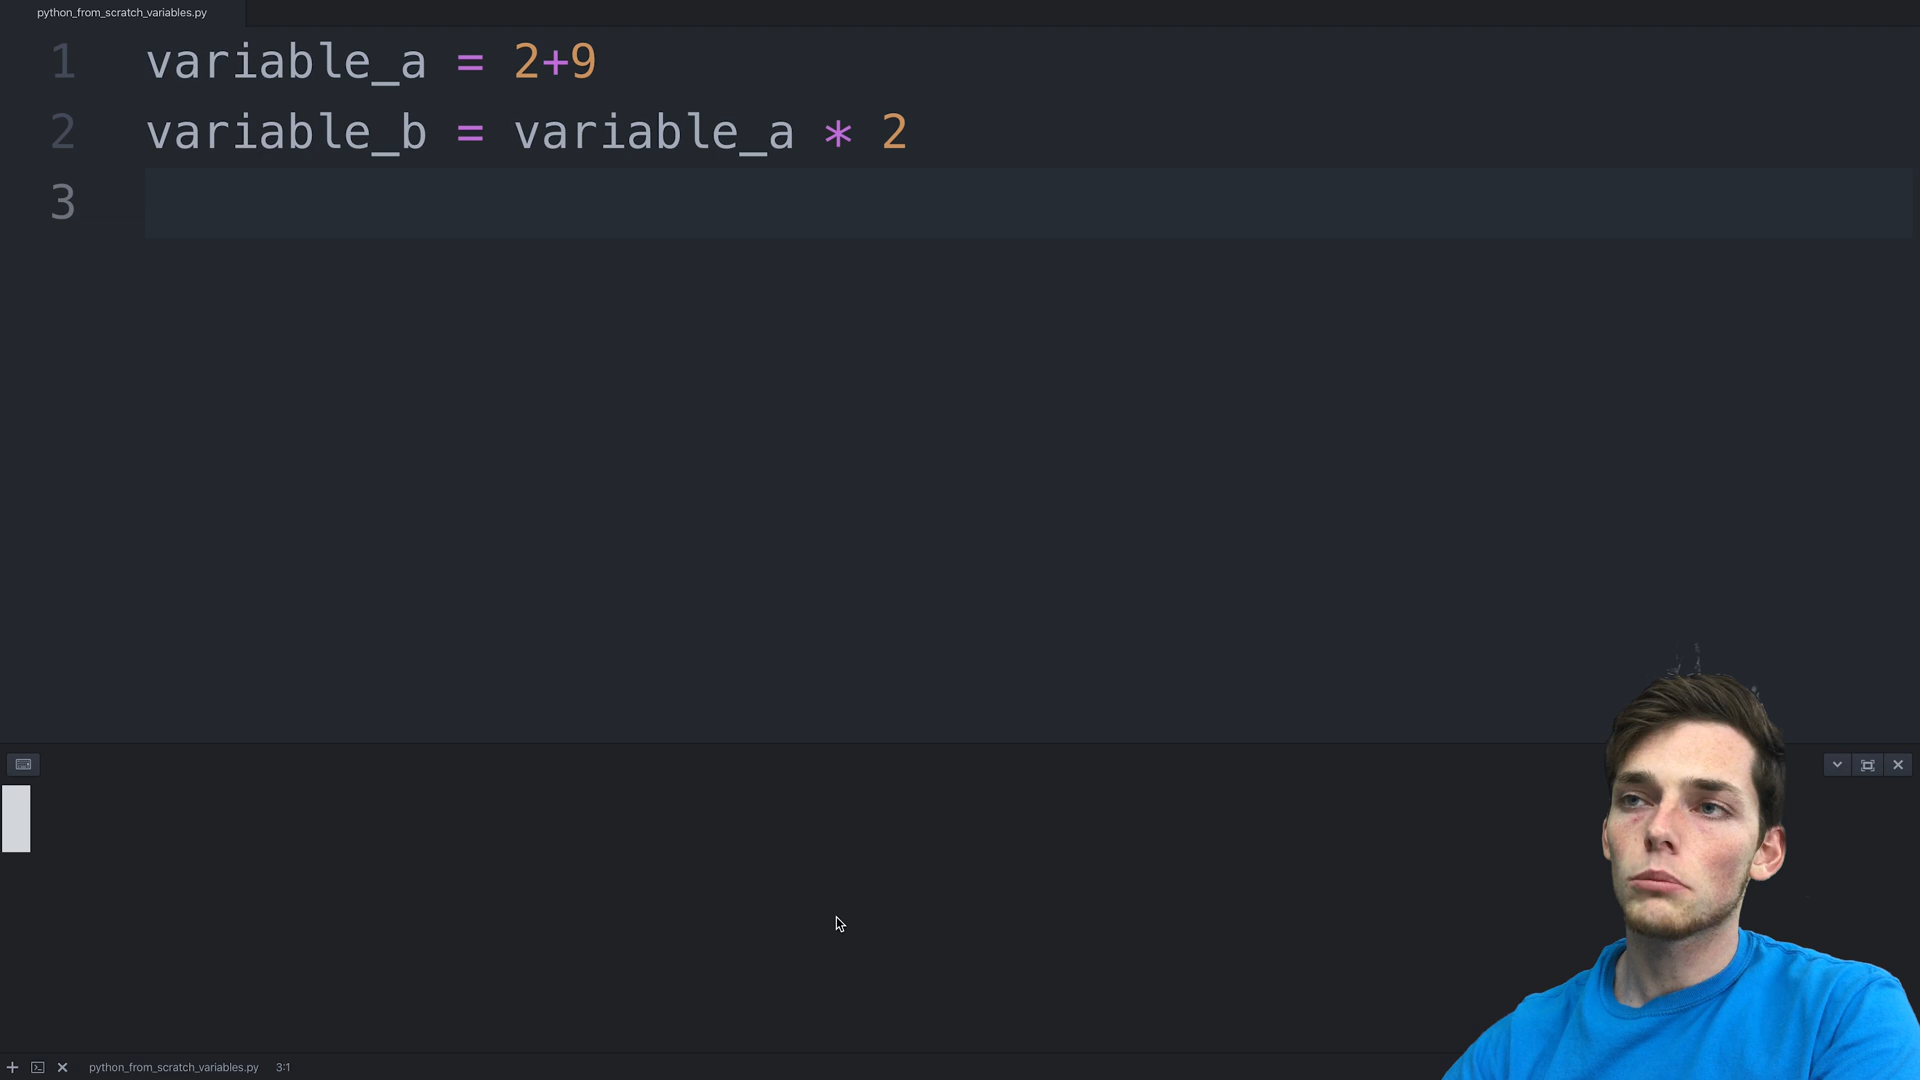 python_from_scratch_variables.py
1 variable_a = 2+9
2 variable_b = variable_a * 2
3
python_from_scratch_variables.py 3:1